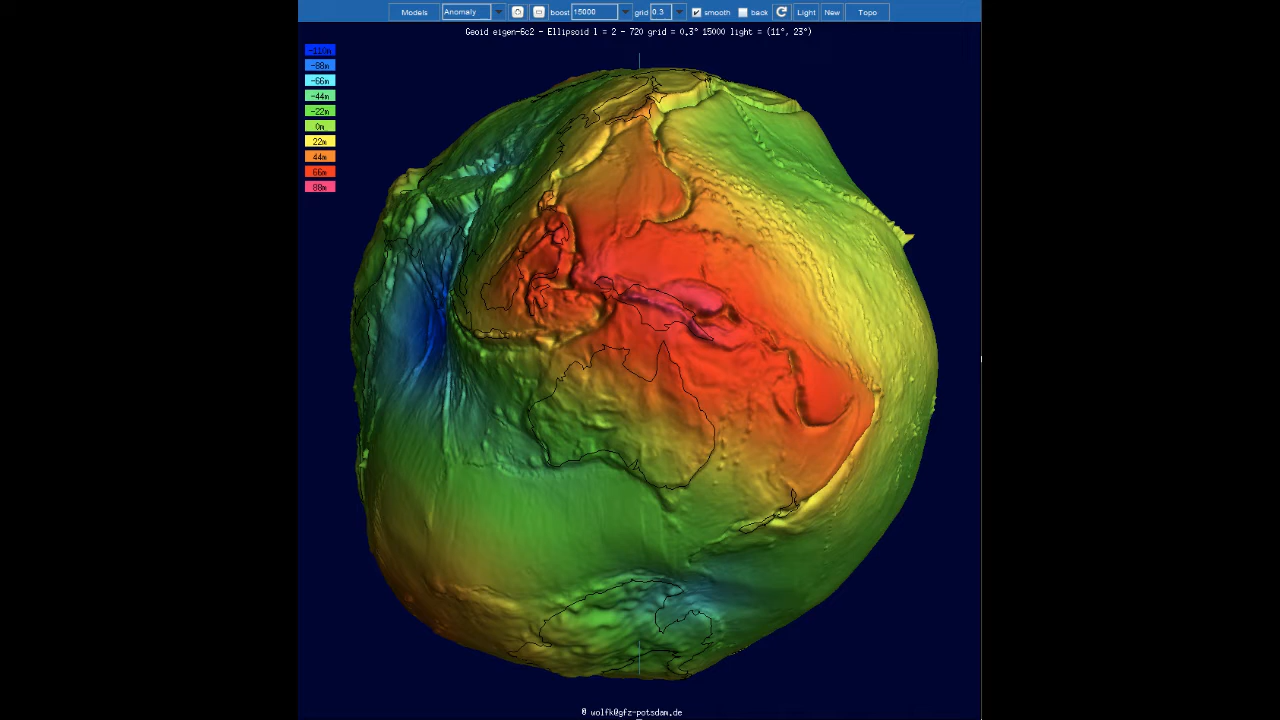 Models Anomaly boost 15000 grid 0.3 smooth back Light New Topo
Geoid eigen-6c2 - Ellipsoid l = 2 - 720 grid = 0.3° 15000 light = (11°, 23°)
-110m
-88m
-66m
-44m
-22m
0m
22m
44m
66m
88m
@ wolfk@gfz-potsdam.de